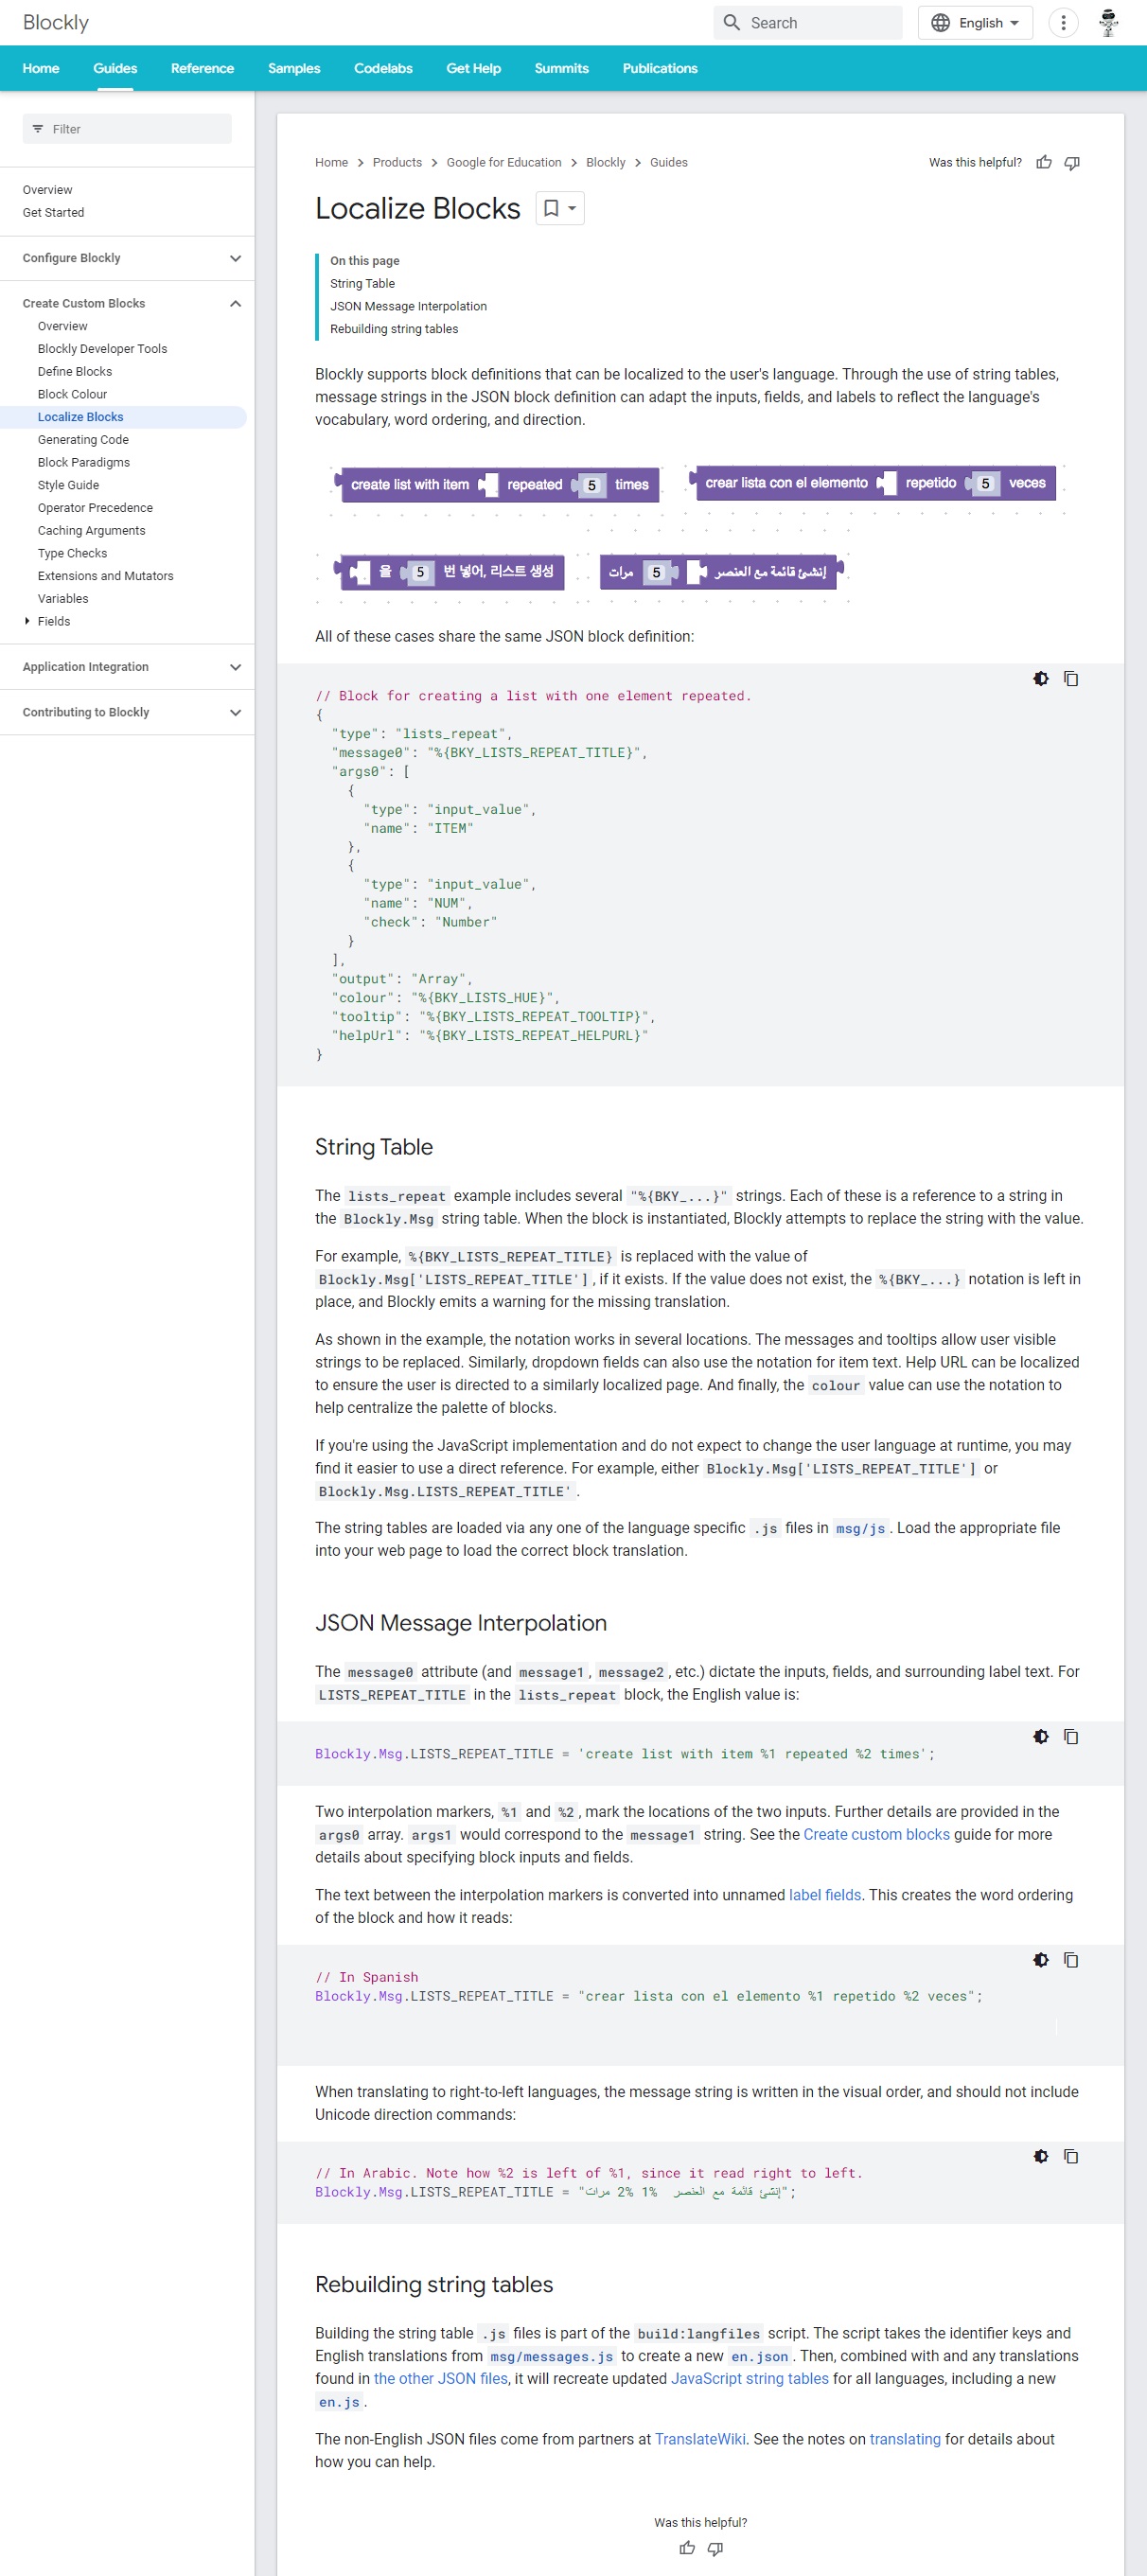 Blockly
Search
English
Home Guides Reference Samples Codelabs Get Help Summits Publications
Filter
Overview
Get Started
Configure Blockly
Create Custom Blocks
Overview
Blockly Developer Tools
Define Blocks
Block Colour
Localize Blocks
Generating Code
Block Paradigms
Style Guide
Operator Precedence
Caching Arguments
Type Checks
Extensions and Mutators
Variables
Fields
Application Integration
Contributing to Blockly
Home > Products > Google for Education > Blockly > Guides
Was this helpful?
Localize Blocks
On this page
String Table
JSON Message Interpolation
Rebuilding string tables
Blockly supports block definitions that can be localized to the user's language. Through the use of string tables,
message strings in the JSON block definition can adapt the inputs, fields, and labels to reflect the language's
vocabulary, word ordering, and direction.
create list with item repeated 5 times
crear lista con el elemento repetido 5 veces
을 5 번 넣어, 리스트 생성
إنشئ قائمة مع العنصر 5 مرات
All of these cases share the same JSON block definition:
// Block for creating a list with one element repeated.
{
"type": "lists_repeat",
"message0": "%{BKY_LISTS_REPEAT_TITLE}",
"args0": [
{
"type": "input_value",
"name": "ITEM"
},
{
"type": "input_value",
"name": "NUM",
"check": "Number"
}
],
"output": "Array",
"colour": "%{BKY_LISTS_HUE}",
"tooltip": "%{BKY_LISTS_REPEAT_TOOLTIP}",
"helpUrl": "%{BKY_LISTS_REPEAT_HELPURL}"
}
String Table
The lists_repeat example includes several "%{BKY_...}" strings. Each of these is a reference to a string in
the Blockly.Msg string table. When the block is instantiated, Blockly attempts to replace the string with the value.
For example, %{BKY_LISTS_REPEAT_TITLE} is replaced with the value of
Blockly.Msg['LISTS_REPEAT_TITLE'], if it exists. If the value does not exist, the %{BKY_...} notation is left in
place, and Blockly emits a warning for the missing translation.
As shown in the example, the notation works in several locations. The messages and tooltips allow user visible
strings to be replaced. Similarly, dropdown fields can also use the notation for item text. Help URL can be localized
to ensure the user is directed to a similarly localized page. And finally, the colour value can use the notation to
help centralize the palette of blocks.
If you're using the JavaScript implementation and do not expect to change the user language at runtime, you may
find it easier to use a direct reference. For example, either Blockly.Msg['LISTS_REPEAT_TITLE'] or
Blockly.Msg.LISTS_REPEAT_TITLE'.
The string tables are loaded via any one of the language specific .js files in msg/js. Load the appropriate file
into your web page to load the correct block translation.
JSON Message Interpolation
The message0 attribute (and message1, message2, etc.) dictate the inputs, fields, and surrounding label text. For
LISTS_REPEAT_TITLE in the lists_repeat block, the English value is:
Blockly.Msg.LISTS_REPEAT_TITLE = 'create list with item %1 repeated %2 times';
Two interpolation markers, %1 and %2, mark the locations of the two inputs. Further details are provided in the
args0 array. args1 would correspond to the message1 string. See the Create custom blocks guide for more
details about specifying block inputs and fields.
The text between the interpolation markers is converted into unnamed label fields. This creates the word ordering
of the block and how it reads:
// In Spanish
Blockly.Msg.LISTS_REPEAT_TITLE = "crear lista con el elemento %1 repetido %2 veces";
When translating to right-to-left languages, the message string is written in the visual order, and should not include
Unicode direction commands:
// In Arabic. Note how %2 is left of %1, since it read right to left.
Blockly.Msg.LISTS_REPEAT_TITLE = "إنشئ قائمة مع العنصر %1 %2 مرات";
Rebuilding string tables
Building the string table .js files is part of the build:langfiles script. The script takes the identifier keys and
English translations from msg/messages.js to create a new en.json. Then, combined with and any translations
found in the other JSON files, it will recreate updated JavaScript string tables for all languages, including a new
en.js.
The non-English JSON files come from partners at TranslateWiki. See the notes on translating for details about
how you can help.
Was this helpful?